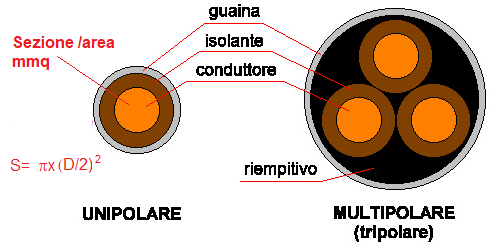 guaina
Sezione /area
mmq
isolante
conduttore
S= πx(D/2)²
riempitivo
UNIPOLARE
MULTIPOLARE
(tripolare)